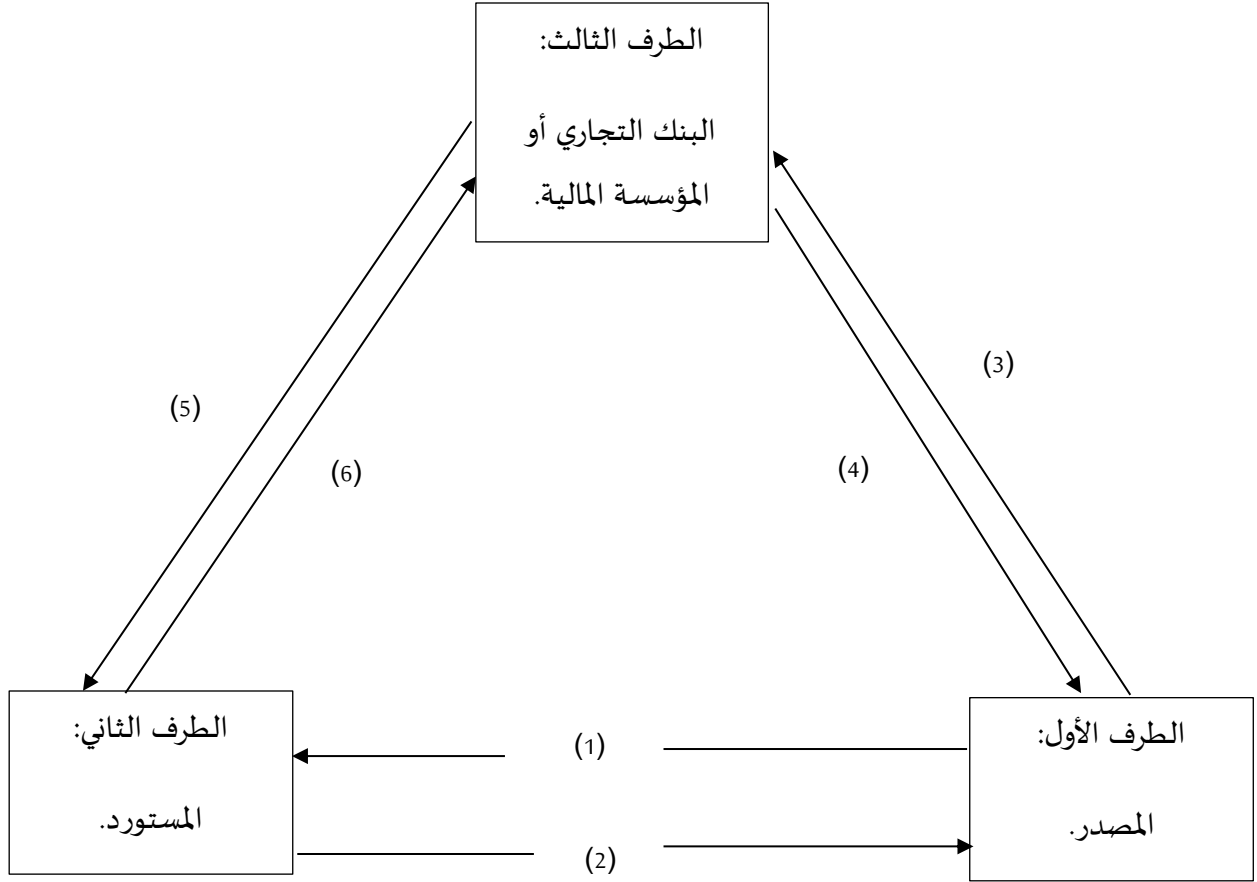 الطرف الثالث:
البنك التجاري أو
المؤسسة المالية.
(3)
(5)
(4)
(6)
الطرف الأول:
المصدر.
(1)
الطرف الثاني:
المستورد.
(2)